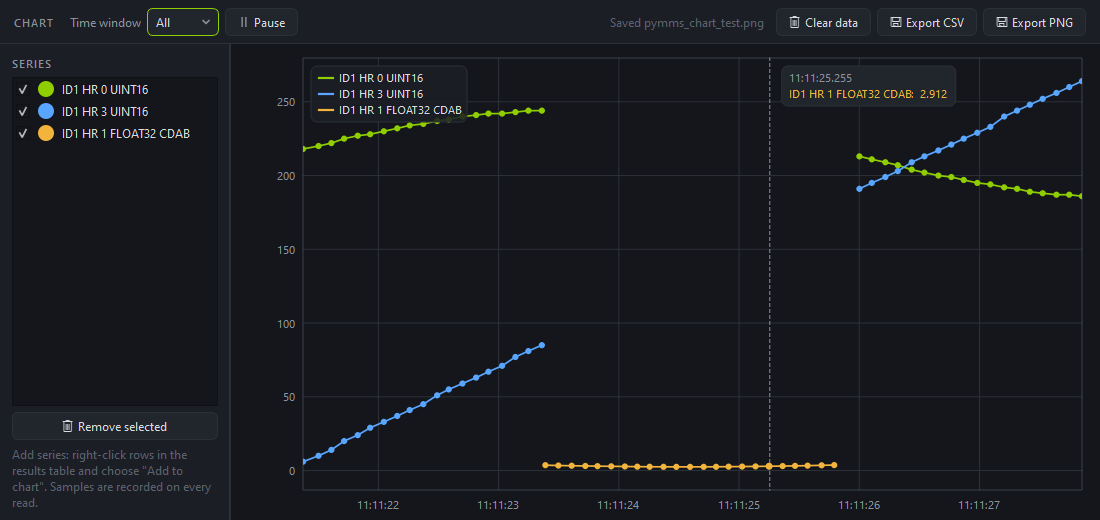 CHART Time window All Pause Saved pymms_chart_test.png Clear data Export CSV Export PNG
SERIES
ID1 HR 0 UINT16
ID1 HR 3 UINT16
ID1 HR 1 FLOAT32 CDAB
Remove selected
Add series: right-click rows in the
results table and choose "Add to
chart". Samples are recorded on every
read.
ID1 HR 0 UINT16
ID1 HR 3 UINT16
ID1 HR 1 FLOAT32 CDAB
11:11:25.255
ID1 HR 1 FLOAT32 CDAB: 2.912
250
200
150
100
50
0
11:11:22 11:11:23 11:11:24 11:11:25 11:11:26 11:11:27